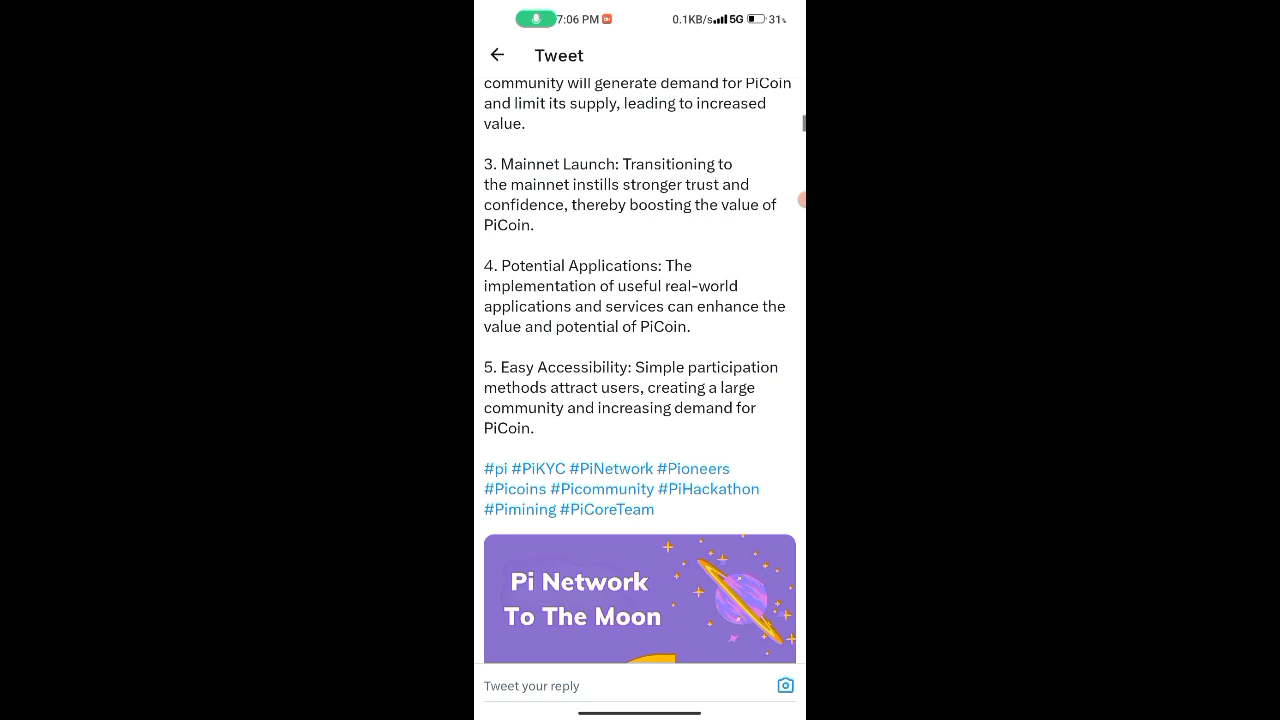 7:06 PM
0.1KB/s 5G 31%
Tweet
community will generate demand for PiCoin
and limit its supply, leading to increased
value.
3. Mainnet Launch: Transitioning to
the mainnet instills stronger trust and
confidence, thereby boosting the value of
PiCoin.
4. Potential Applications: The
implementation of useful real-world
applications and services can enhance the
value and potential of PiCoin.
5. Easy Accessibility: Simple participation
methods attract users, creating a large
community and increasing demand for
PiCoin.
#pi #PiKYC #PiNetwork #Pioneers
#Picoins #Picommunity #PiHackathon
#Pimining #PiCoreTeam
Pi Network
To The Moon
Tweet your reply